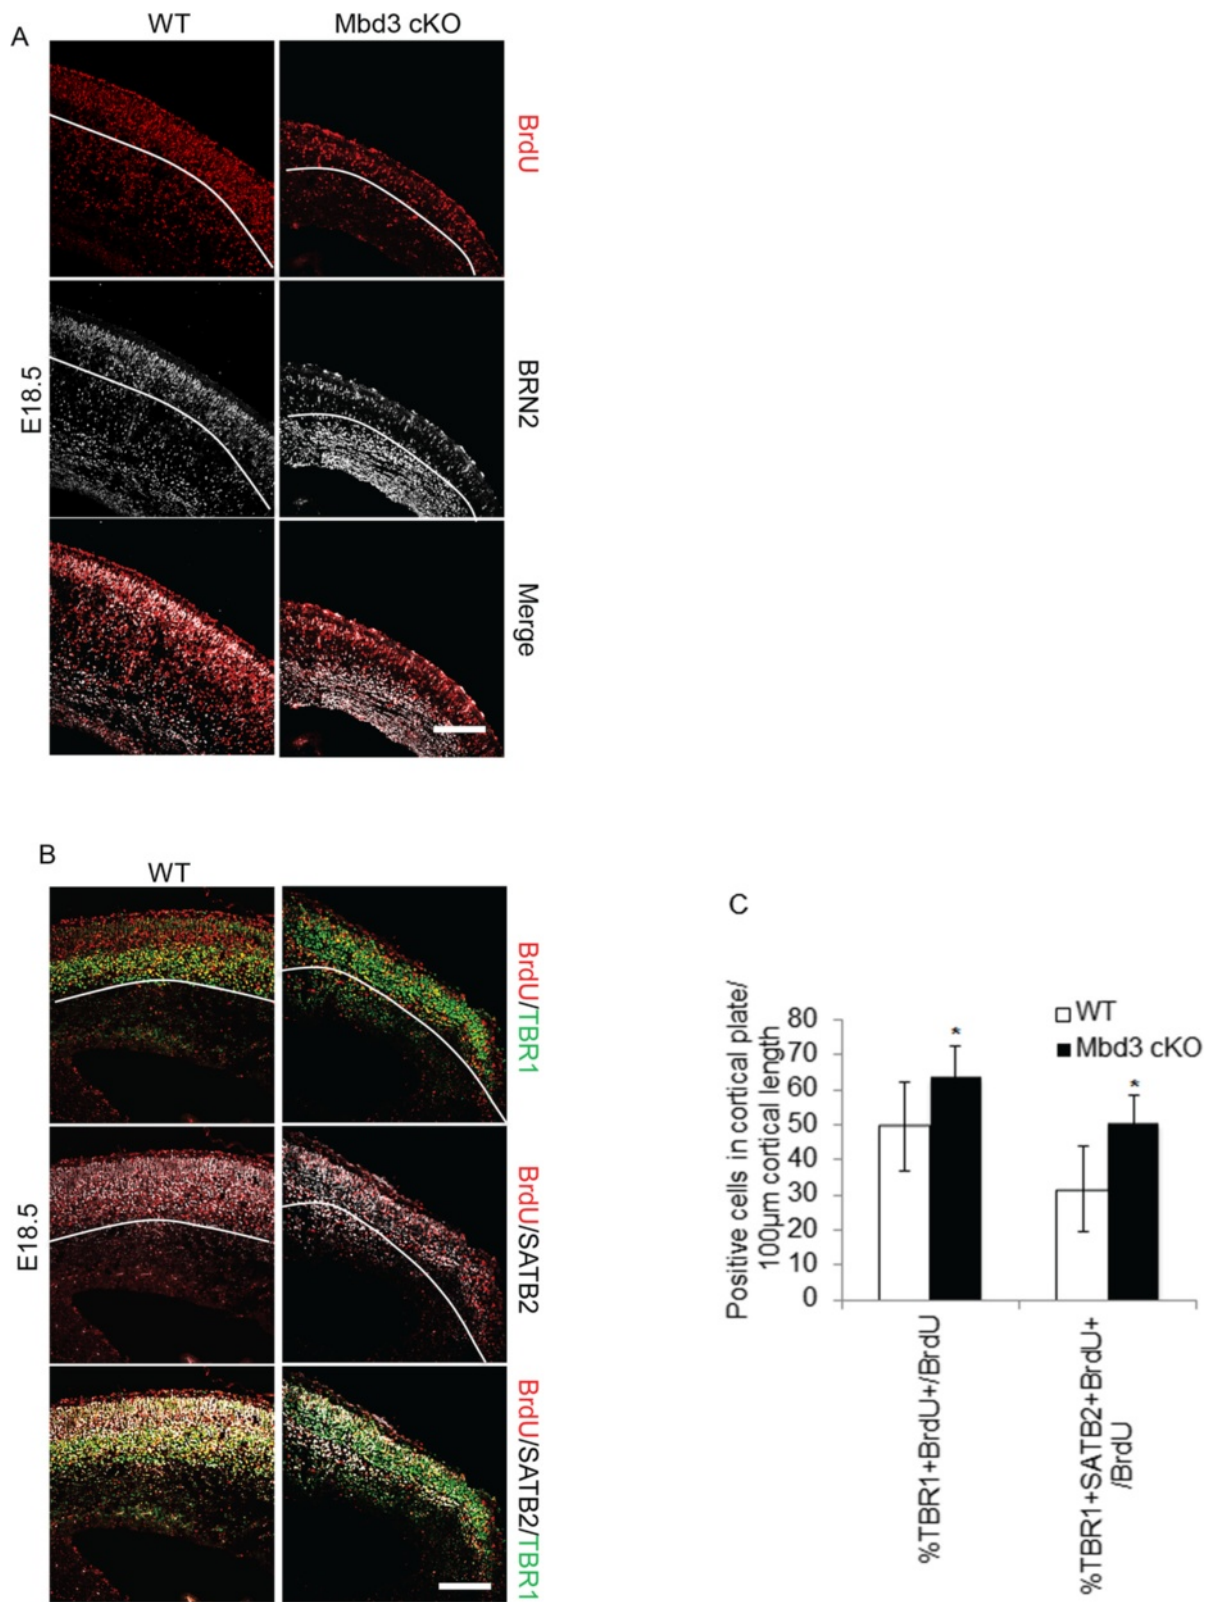 A
WT
Mbd3 cKO
BrdU
E18.5
BRN2
Merge
B
WT
BrdU/TBR1
E18.5
BrdU/SATB2
BrdU/SATB2/TBR1
C
Positive cells in cortical plate/
100µm cortical length
WT
Mbd3 cKO
80
70
60
50
40
30
20
10
0
*
*
%TBR1+BrdU+/BrdU
%TBR1+SATB2+BrdU+
/BrdU